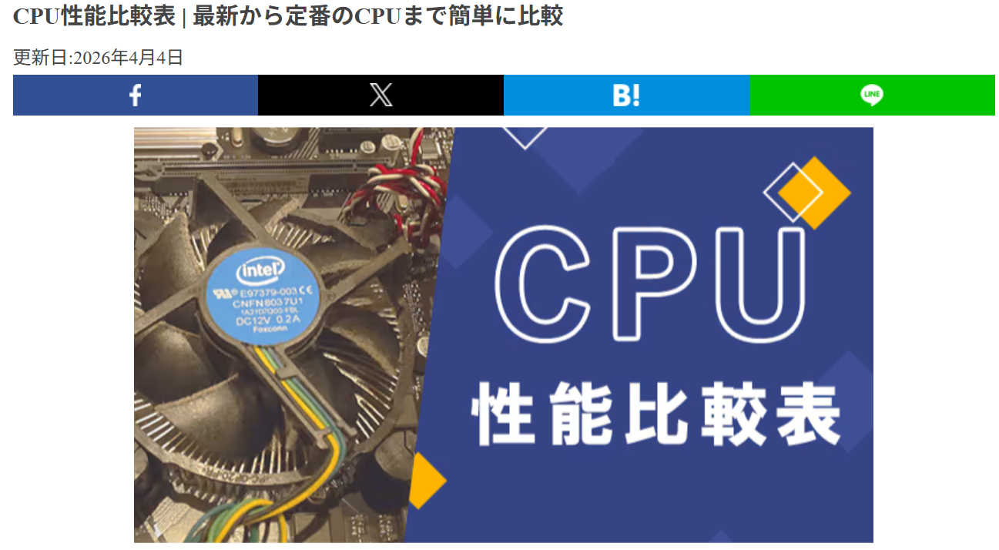 CPU性能比較表 | 最新から定番のCPUまで簡単に比較
更新日:2026年4月4日
f
X
B!
LINE
intel
E97379-003
CNFN8037U1
DC12V 0.2A
Foxconn
CPU
性能比較表